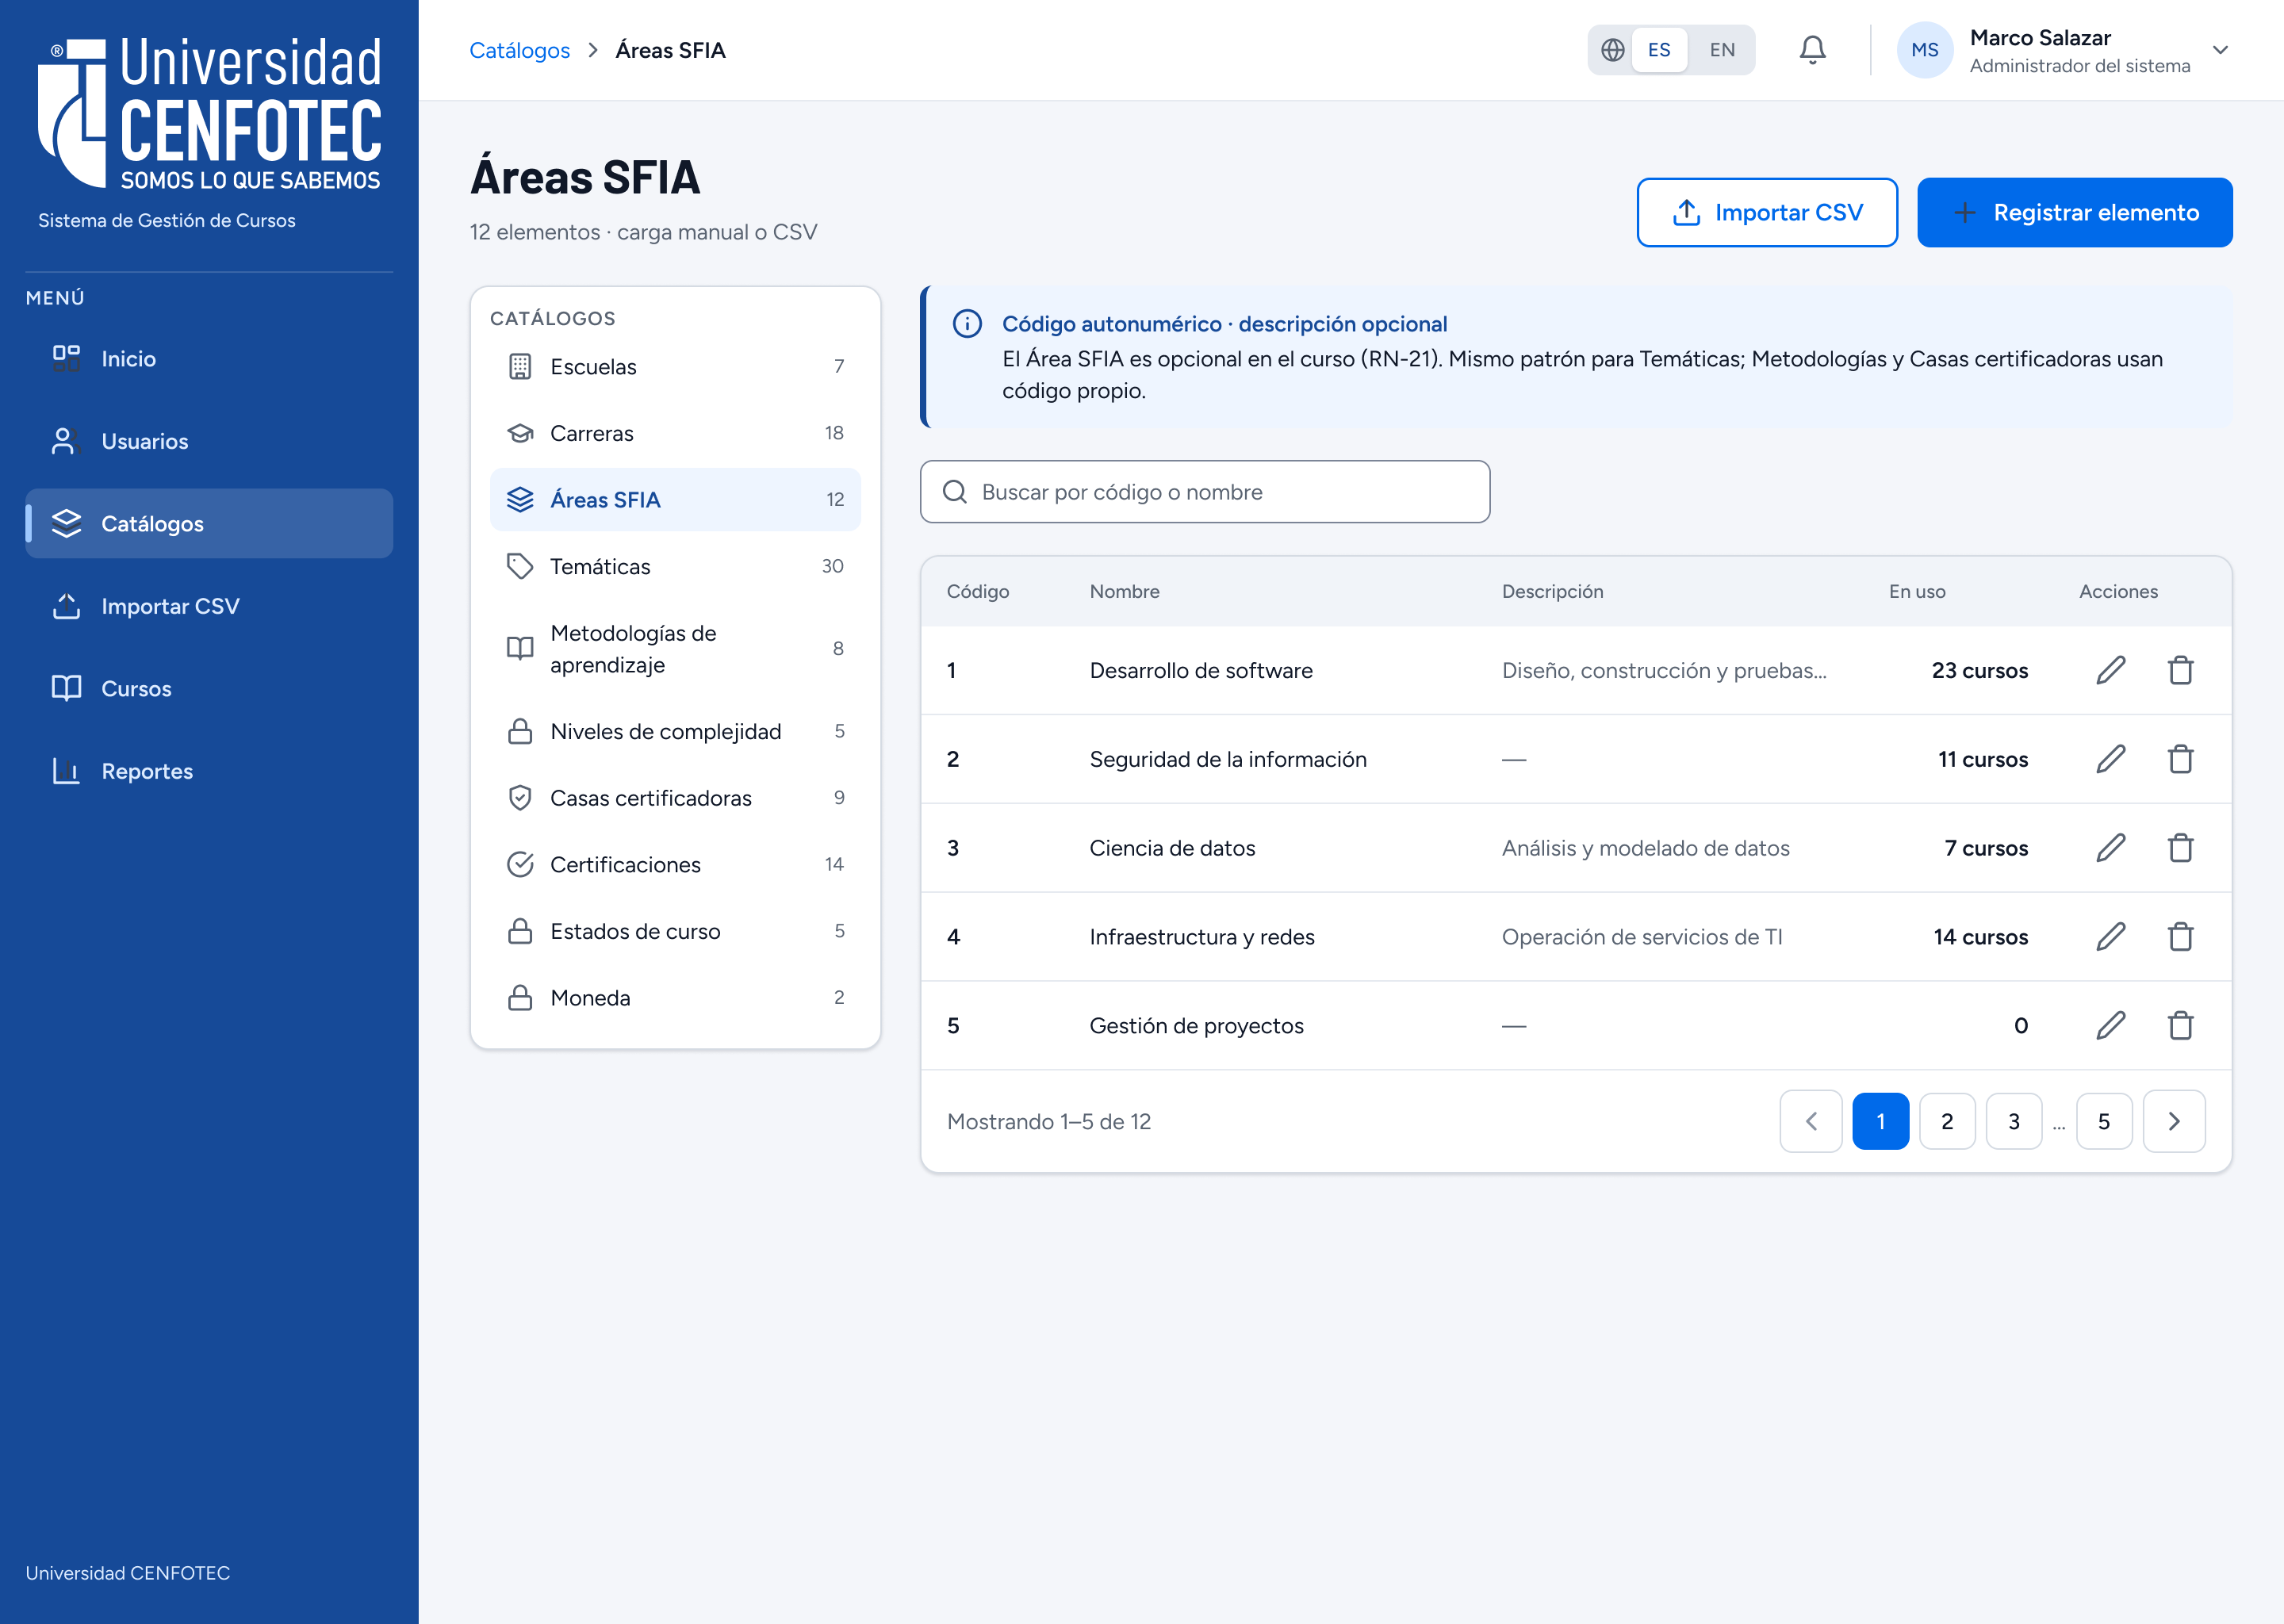 ® Universidad
CENFOTEC
SOMOS LO QUE SABEMOS
Sistema de Gestión de Cursos
MENÚ
Inicio
Usuarios
Catálogos
Importar CSV
Cursos
Reportes
Universidad CENFOTEC
Catálogos > Áreas SFIA
ES EN
MS
Marco Salazar
Administrador del sistema
Áreas SFIA
12 elementos · carga manual o CSV
Importar CSV
Registrar elemento
CATÁLOGOS
Escuelas 7
Carreras 18
Áreas SFIA 12
Temáticas 30
Metodologías de
aprendizaje 8
Niveles de complejidad 5
Casas certificadoras 9
Certificaciones 14
Estados de curso 5
Moneda 2
Código autonumérico · descripción opcional
El Área SFIA es opcional en el curso (RN-21). Mismo patrón para Temáticas; Metodologías y Casas certificadoras usan
código propio.
Buscar por código o nombre
Código Nombre Descripción En uso Acciones
1 Desarrollo de software Diseño, construcción y pruebas... 23 cursos
2 Seguridad de la información — 11 cursos
3 Ciencia de datos Análisis y modelado de datos 7 cursos
4 Infraestructura y redes Operación de servicios de TI 14 cursos
5 Gestión de proyectos — 0
Mostrando 1–5 de 12
1 2 3 ... 5